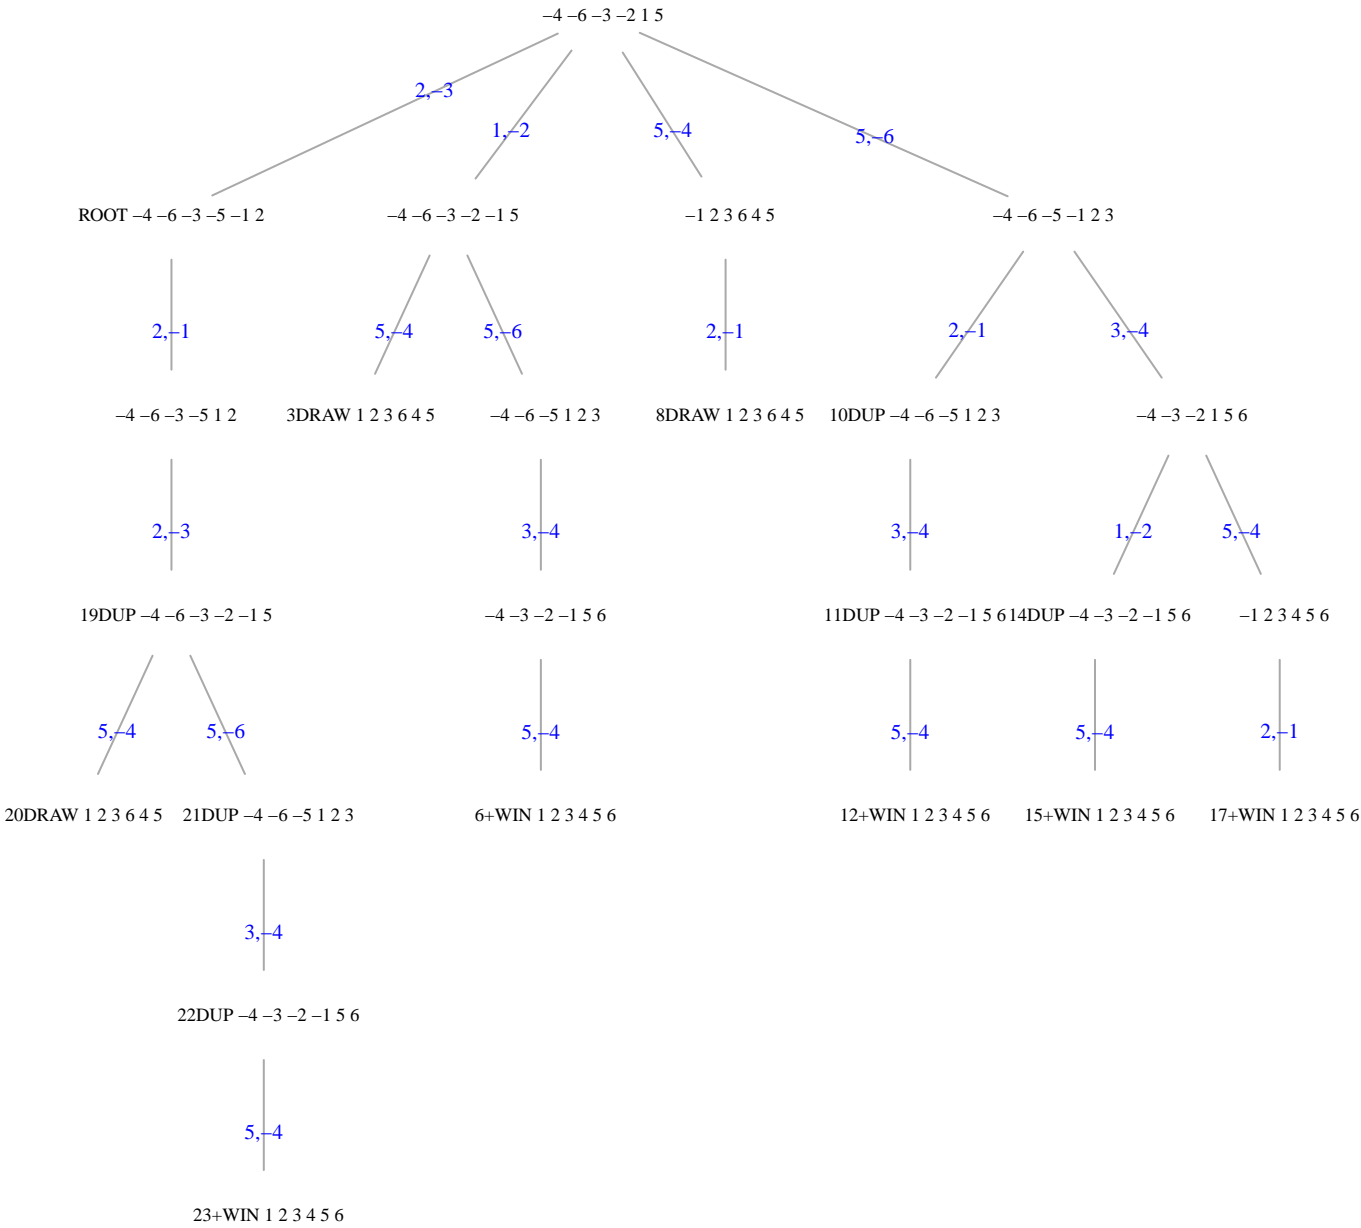 –4 –6 –3 –2 1 5
2,–3
1,–2
5,–4
5,–6
ROOT –4 –6 –3 –5 –1 2
–4 –6 –3 –2 –1 5
–1 2 3 6 4 5
–4 –6 –5 –1 2 3
2,–1
5,–4
5,–6
2,–1
2,–1
3,–4
–4 –6 –3 –5 1 2
3DRAW 1 2 3 6 4 5
–4 –6 –5 1 2 3
8DRAW 1 2 3 6 4 5
10DUP –4 –6 –5 1 2 3
–4 –3 –2 1 5 6
2,–3
3,–4
3,–4
1,–2
5,–4
19DUP –4 –6 –3 –2 –1 5
–4 –3 –2 –1 5 6
11DUP –4 –3 –2 –1 5 6
14DUP –4 –3 –2 –1 5 6
–1 2 3 4 5 6
5,–4
5,–6
5,–4
5,–4
5,–4
2,–1
20DRAW 1 2 3 6 4 5
21DUP –4 –6 –5 1 2 3
6+WIN 1 2 3 4 5 6
12+WIN 1 2 3 4 5 6
15+WIN 1 2 3 4 5 6
17+WIN 1 2 3 4 5 6
3,–4
22DUP –4 –3 –2 –1 5 6
5,–4
23+WIN 1 2 3 4 5 6